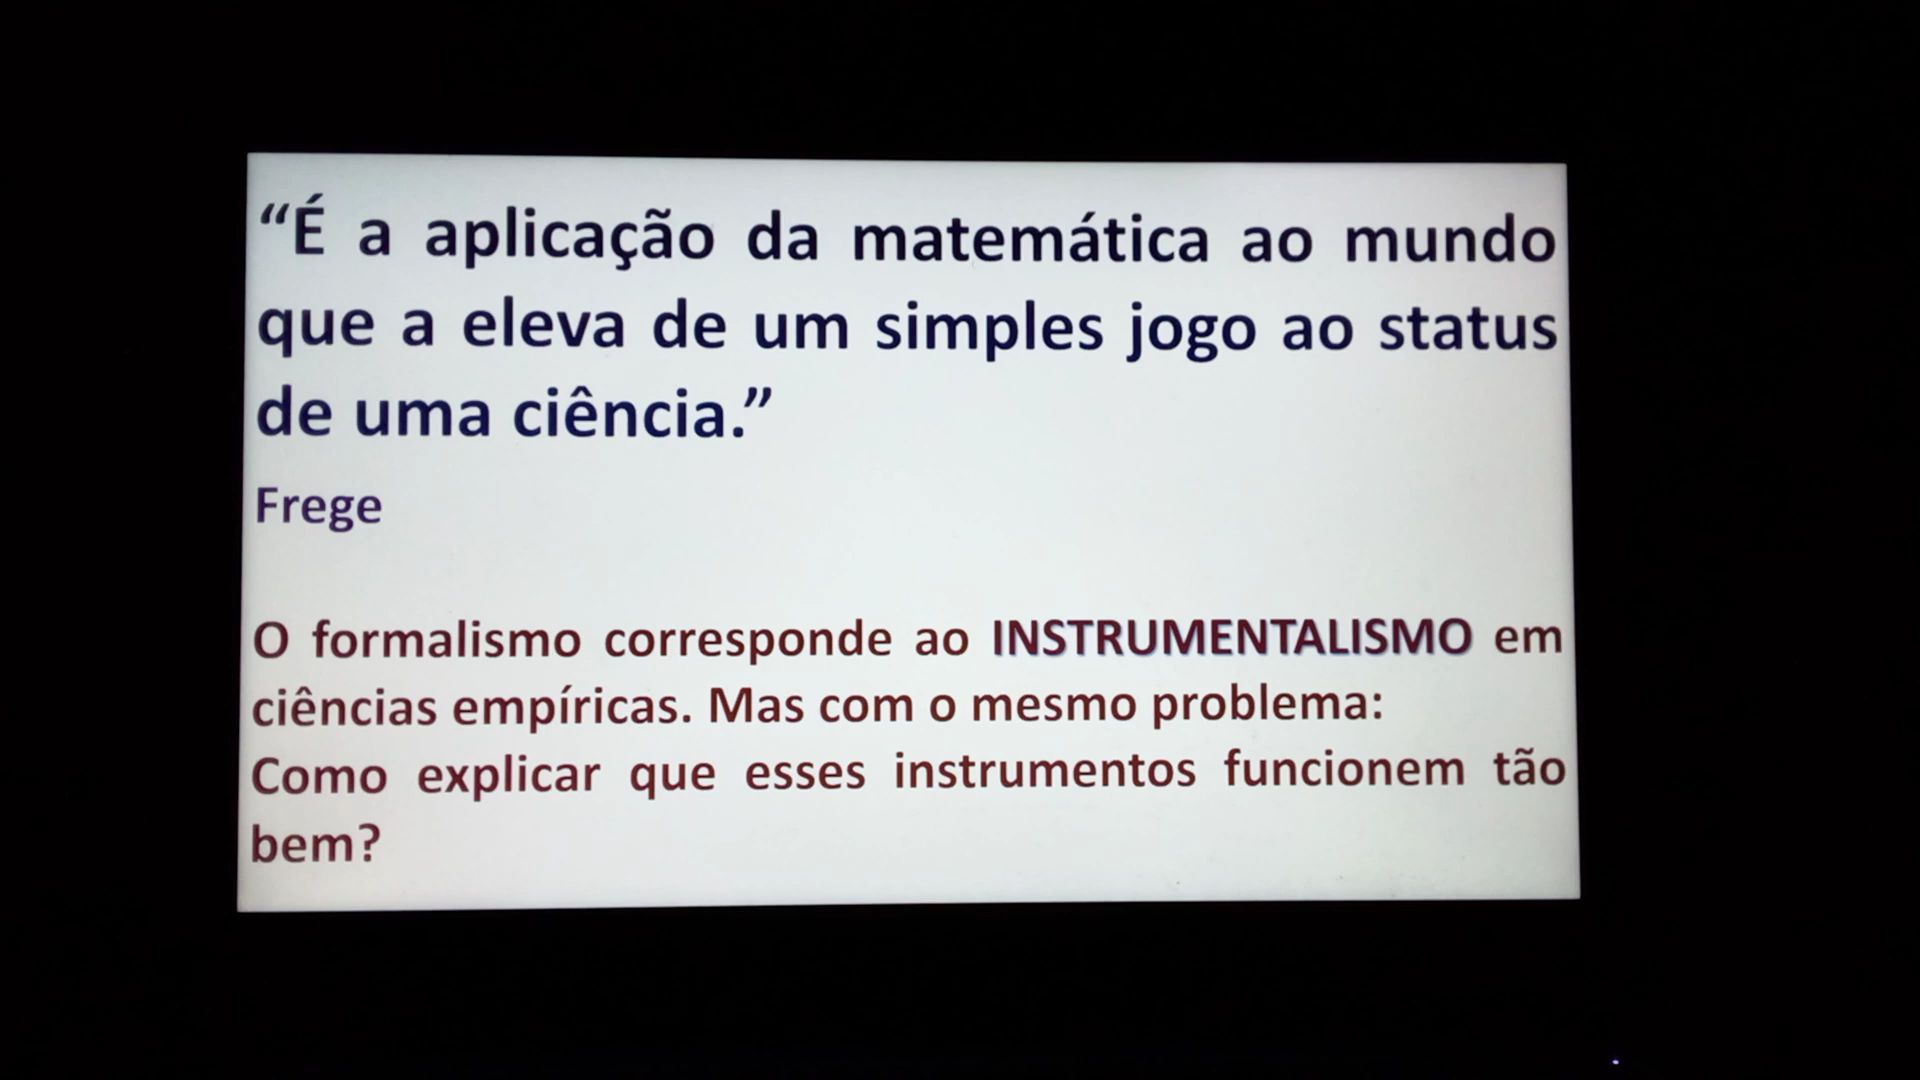 “É a aplicação da matemática ao mundo
que a eleva de um simples jogo ao status
de uma ciência.”
Frege
O formalismo corresponde ao INSTRUMENTALISMO em
ciências empíricas. Mas com o mesmo problema:
Como explicar que esses instrumentos funcionem tão
bem?